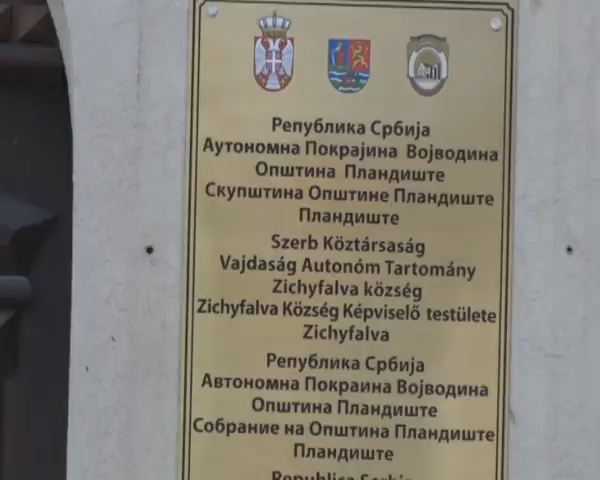 Република Србија
Аутономна Покрајина Војводина
Општина Пландиште
Скупштина Општине Пландиште
Пландиште
Szerb Köztársaság
Vajdaság Autonóm Tartomány
Zichyfalva község
Zichyfalva Község Képviselő testülete
Zichyfalva
Република Србија
Автономна Покраина Војводина
Општина Пландиште
Собрание на Општина Пландиште
Пландиште
Republica Serbia